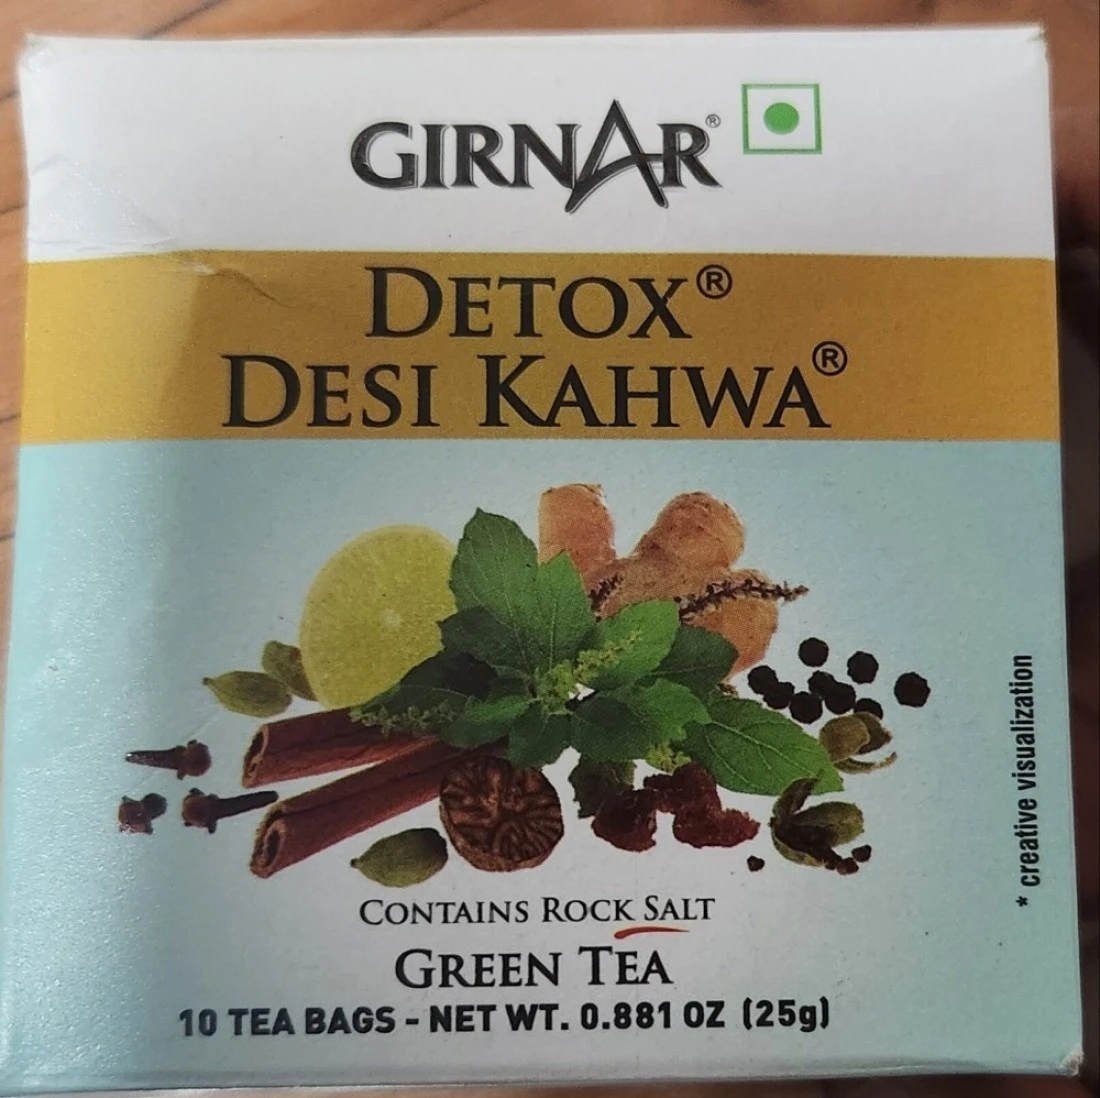 GIRNAR®
DETOX®
DESI KAHWA®
* creative visualization
CONTAINS ROCK SALT
GREEN TEA
10 TEA BAGS - NET WT. 0.881 OZ (25g)